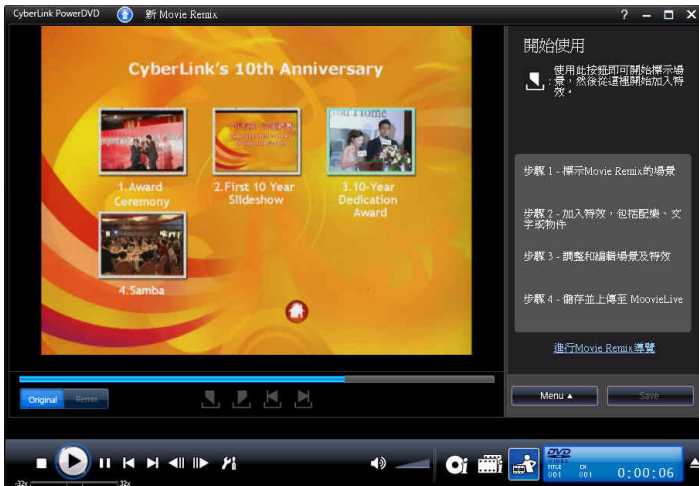 CyberLink PowerDVD 新 Movie Remix
CyberLink's 10th Anniversary
1.Award
Ceremony
2.First 10 Year
Slideshow
3.10-Year
Dedication
Award
4.Samba
開始使用
使用此按鈕即可開始標示場
景，然後從這裡開始加入特
效。
步驟 1 - 標示Movie Remix的場景
步驟 2 - 加入特效，包括配樂、文
字或物件
步驟 3 - 調整和編輯場景及特效
步驟 4 - 儲存並上傳至 MoovieLive
進行Movie Remix導覽
Original Remix
Menu ▲ Save
-32x 32x
DVD
VIDEO
TITLE CH
001 001 0:00:06